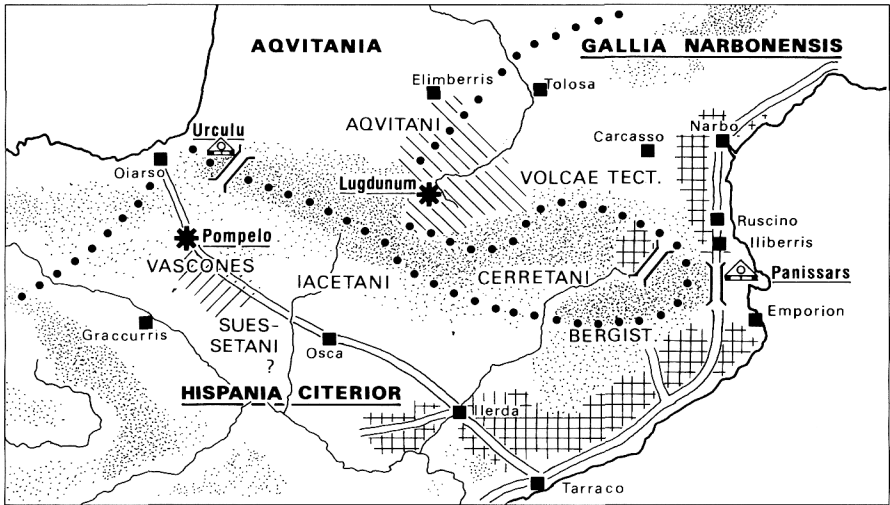 AQVITANIA
GALLIA NARBONENSIS
Elimberris
Tolosa
Urculu
AQVITANI
Carcasso
Narbo
Oiarso
Lugdunum
VOLCAE TECT.
Ruscino
Iliberris
Pompelo
VASCONES
IACETANI
CERRETANI
Panissars
Emporion
Graccurris
SUES-
SETANI
?
Osca
BERGIST.
HISPANIA CITERIOR
Ilerda
Tarraco